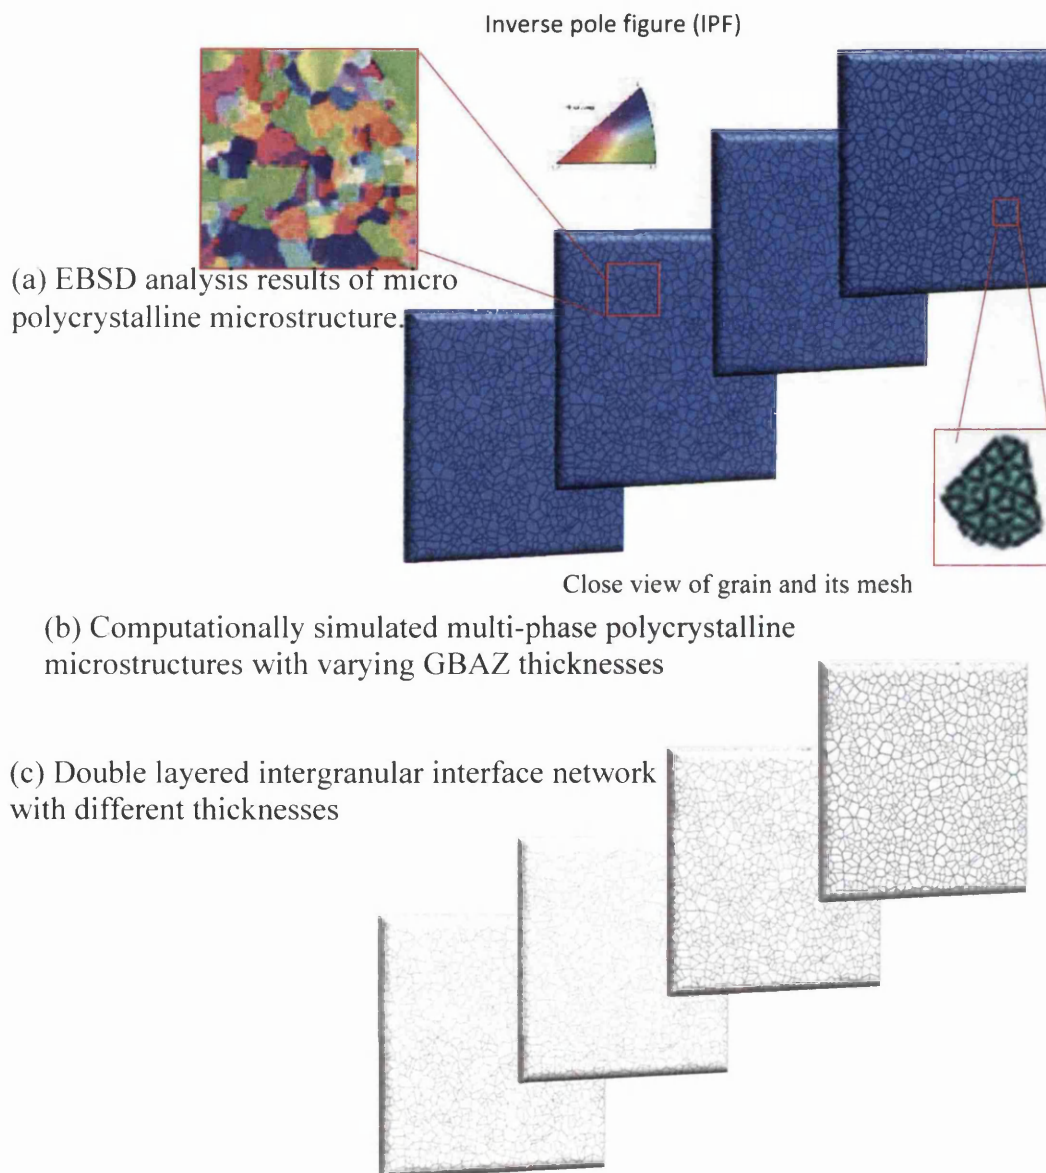 Inverse pole figure (IPF)
(a) EBSD analysis results of micro
polycrystalline microstructure.
Close view of grain and its mesh
(b) Computationally simulated multi-phase polycrystalline
microstructures with varying GBAZ thicknesses
(c) Double layered intergranular interface network
with different thicknesses